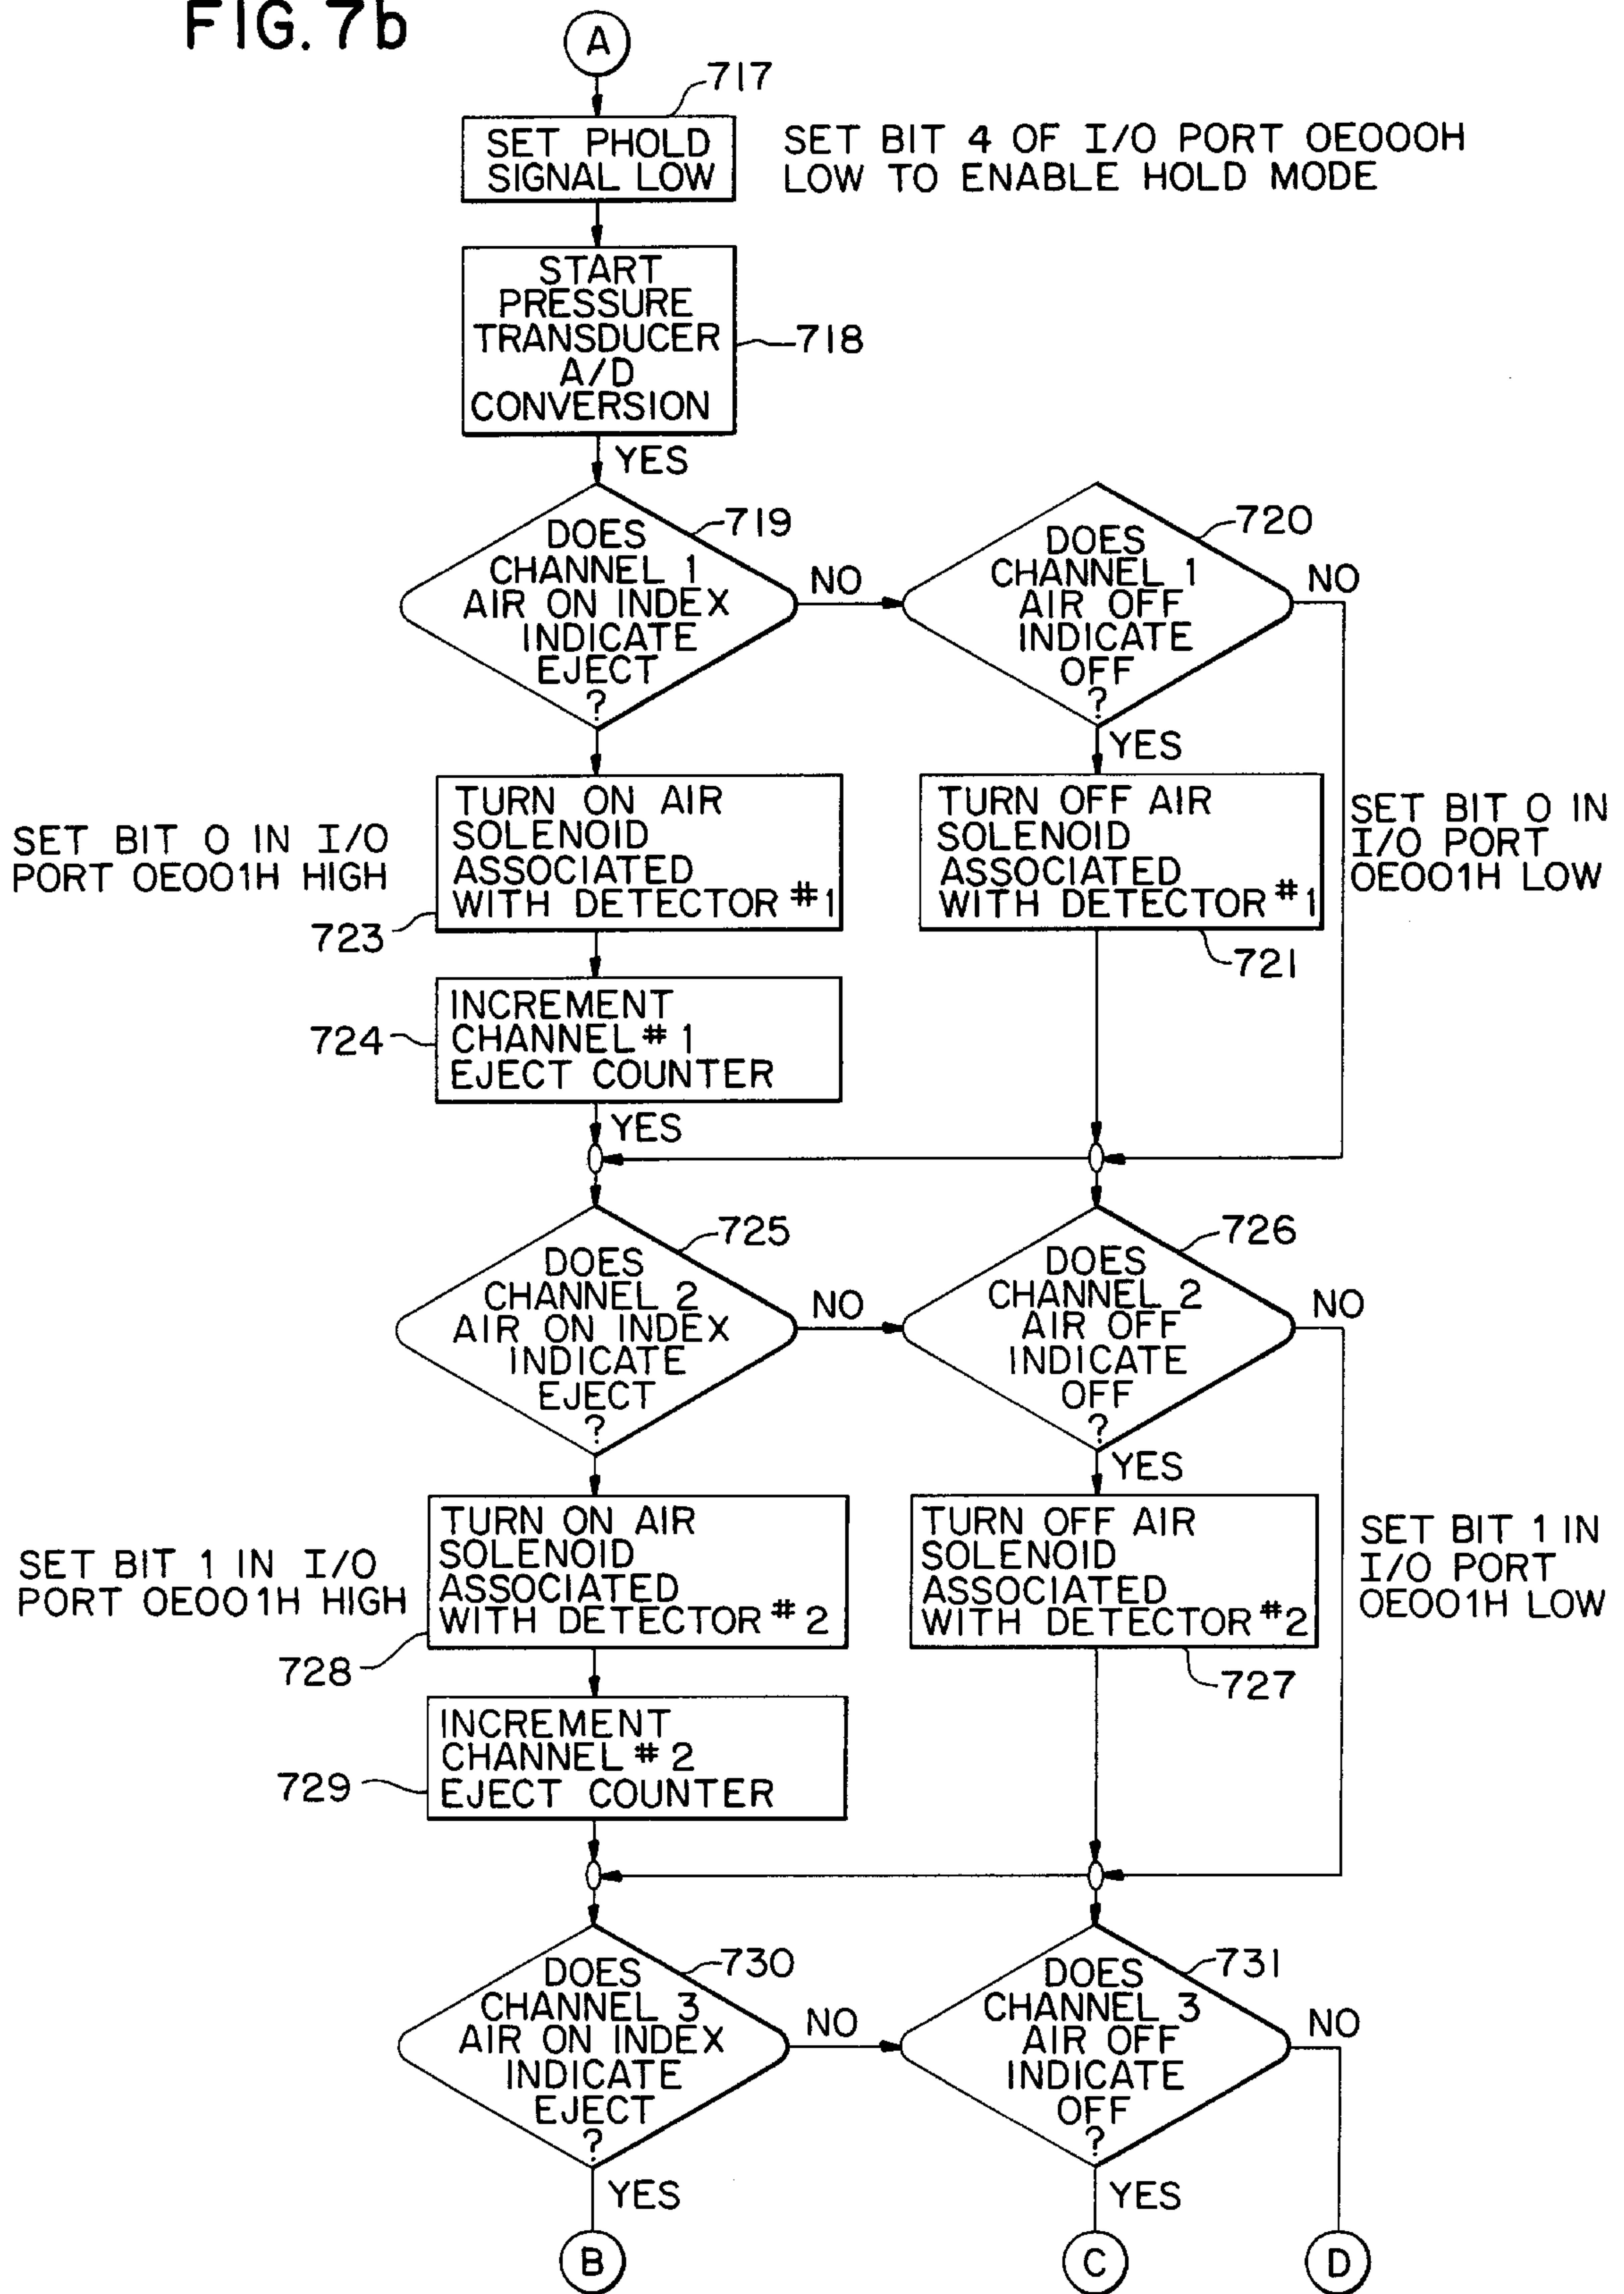 FIG. 7b
A
717
SET PHOLD
SIGNAL LOW
SET BIT 4 OF I/O PORT OE000H
LOW TO ENABLE HOLD MODE
START
PRESSURE
TRANSDUCER
A/D
CONVERSION
718
YES
DOES
CHANNEL 1
AIR ON INDEX
INDICATE
EJECT
?
719
NO
DOES
CHANNEL 1
AIR OFF
INDICATE
OFF
?
720
NO
YES
SET BIT 0 IN I/O
PORT OE001H HIGH
TURN ON AIR
SOLENOID
ASSOCIATED
WITH DETECTOR #1
723
TURN OFF AIR
SOLENOID
ASSOCIATED
WITH DETECTOR #1
721
SET BIT 0 IN
I/O PORT
OE001H LOW
INCREMENT
CHANNEL # 1
EJECT COUNTER
724
YES
DOES
CHANNEL 2
AIR ON INDEX
INDICATE
EJECT
?
725
NO
DOES
CHANNEL 2
AIR OFF
INDICATE
OFF
?
726
NO
YES
SET BIT 1 IN I/O
PORT OE001H HIGH
TURN ON AIR
SOLENOID
ASSOCIATED
WITH DETECTOR # 2
728
TURN OFF AIR
SOLENOID
ASSOCIATED
WITH DETECTOR #2
727
SET BIT 1 IN
I/O PORT
OE001H LOW
INCREMENT
CHANNEL # 2
EJECT COUNTER
729
DOES
CHANNEL 3
AIR ON INDEX
INDICATE
EJECT
?
730
NO
DOES
CHANNEL 3
AIR OFF
INDICATE
OFF
?
731
NO
YES
YES
B
C
D